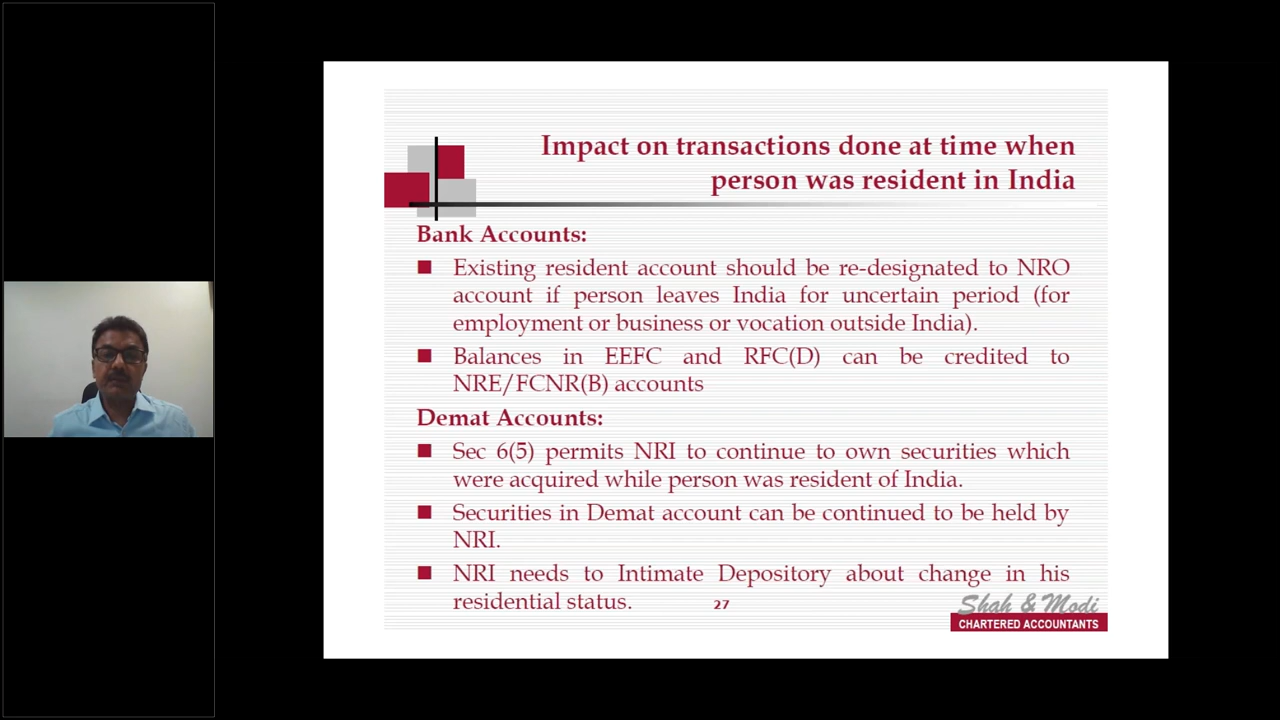 Impact on transactions done at time when
person was resident in India
Bank Accounts:
Existing resident account should be re-designated to NRO
account if person leaves India for uncertain period (for
employment or business or vocation outside India).
Balances in EEFC and RFC(D) can be credited to
NRE/FCNR(B) accounts
Demat Accounts:
Sec 6(5) permits NRI to continue to own securities which
were acquired while person was resident of India.
Securities in Demat account can be continued to be held by
NRI.
NRI needs to Intimate Depository about change in his
residential status.
27
Shah & Modi
CHARTERED ACCOUNTANTS